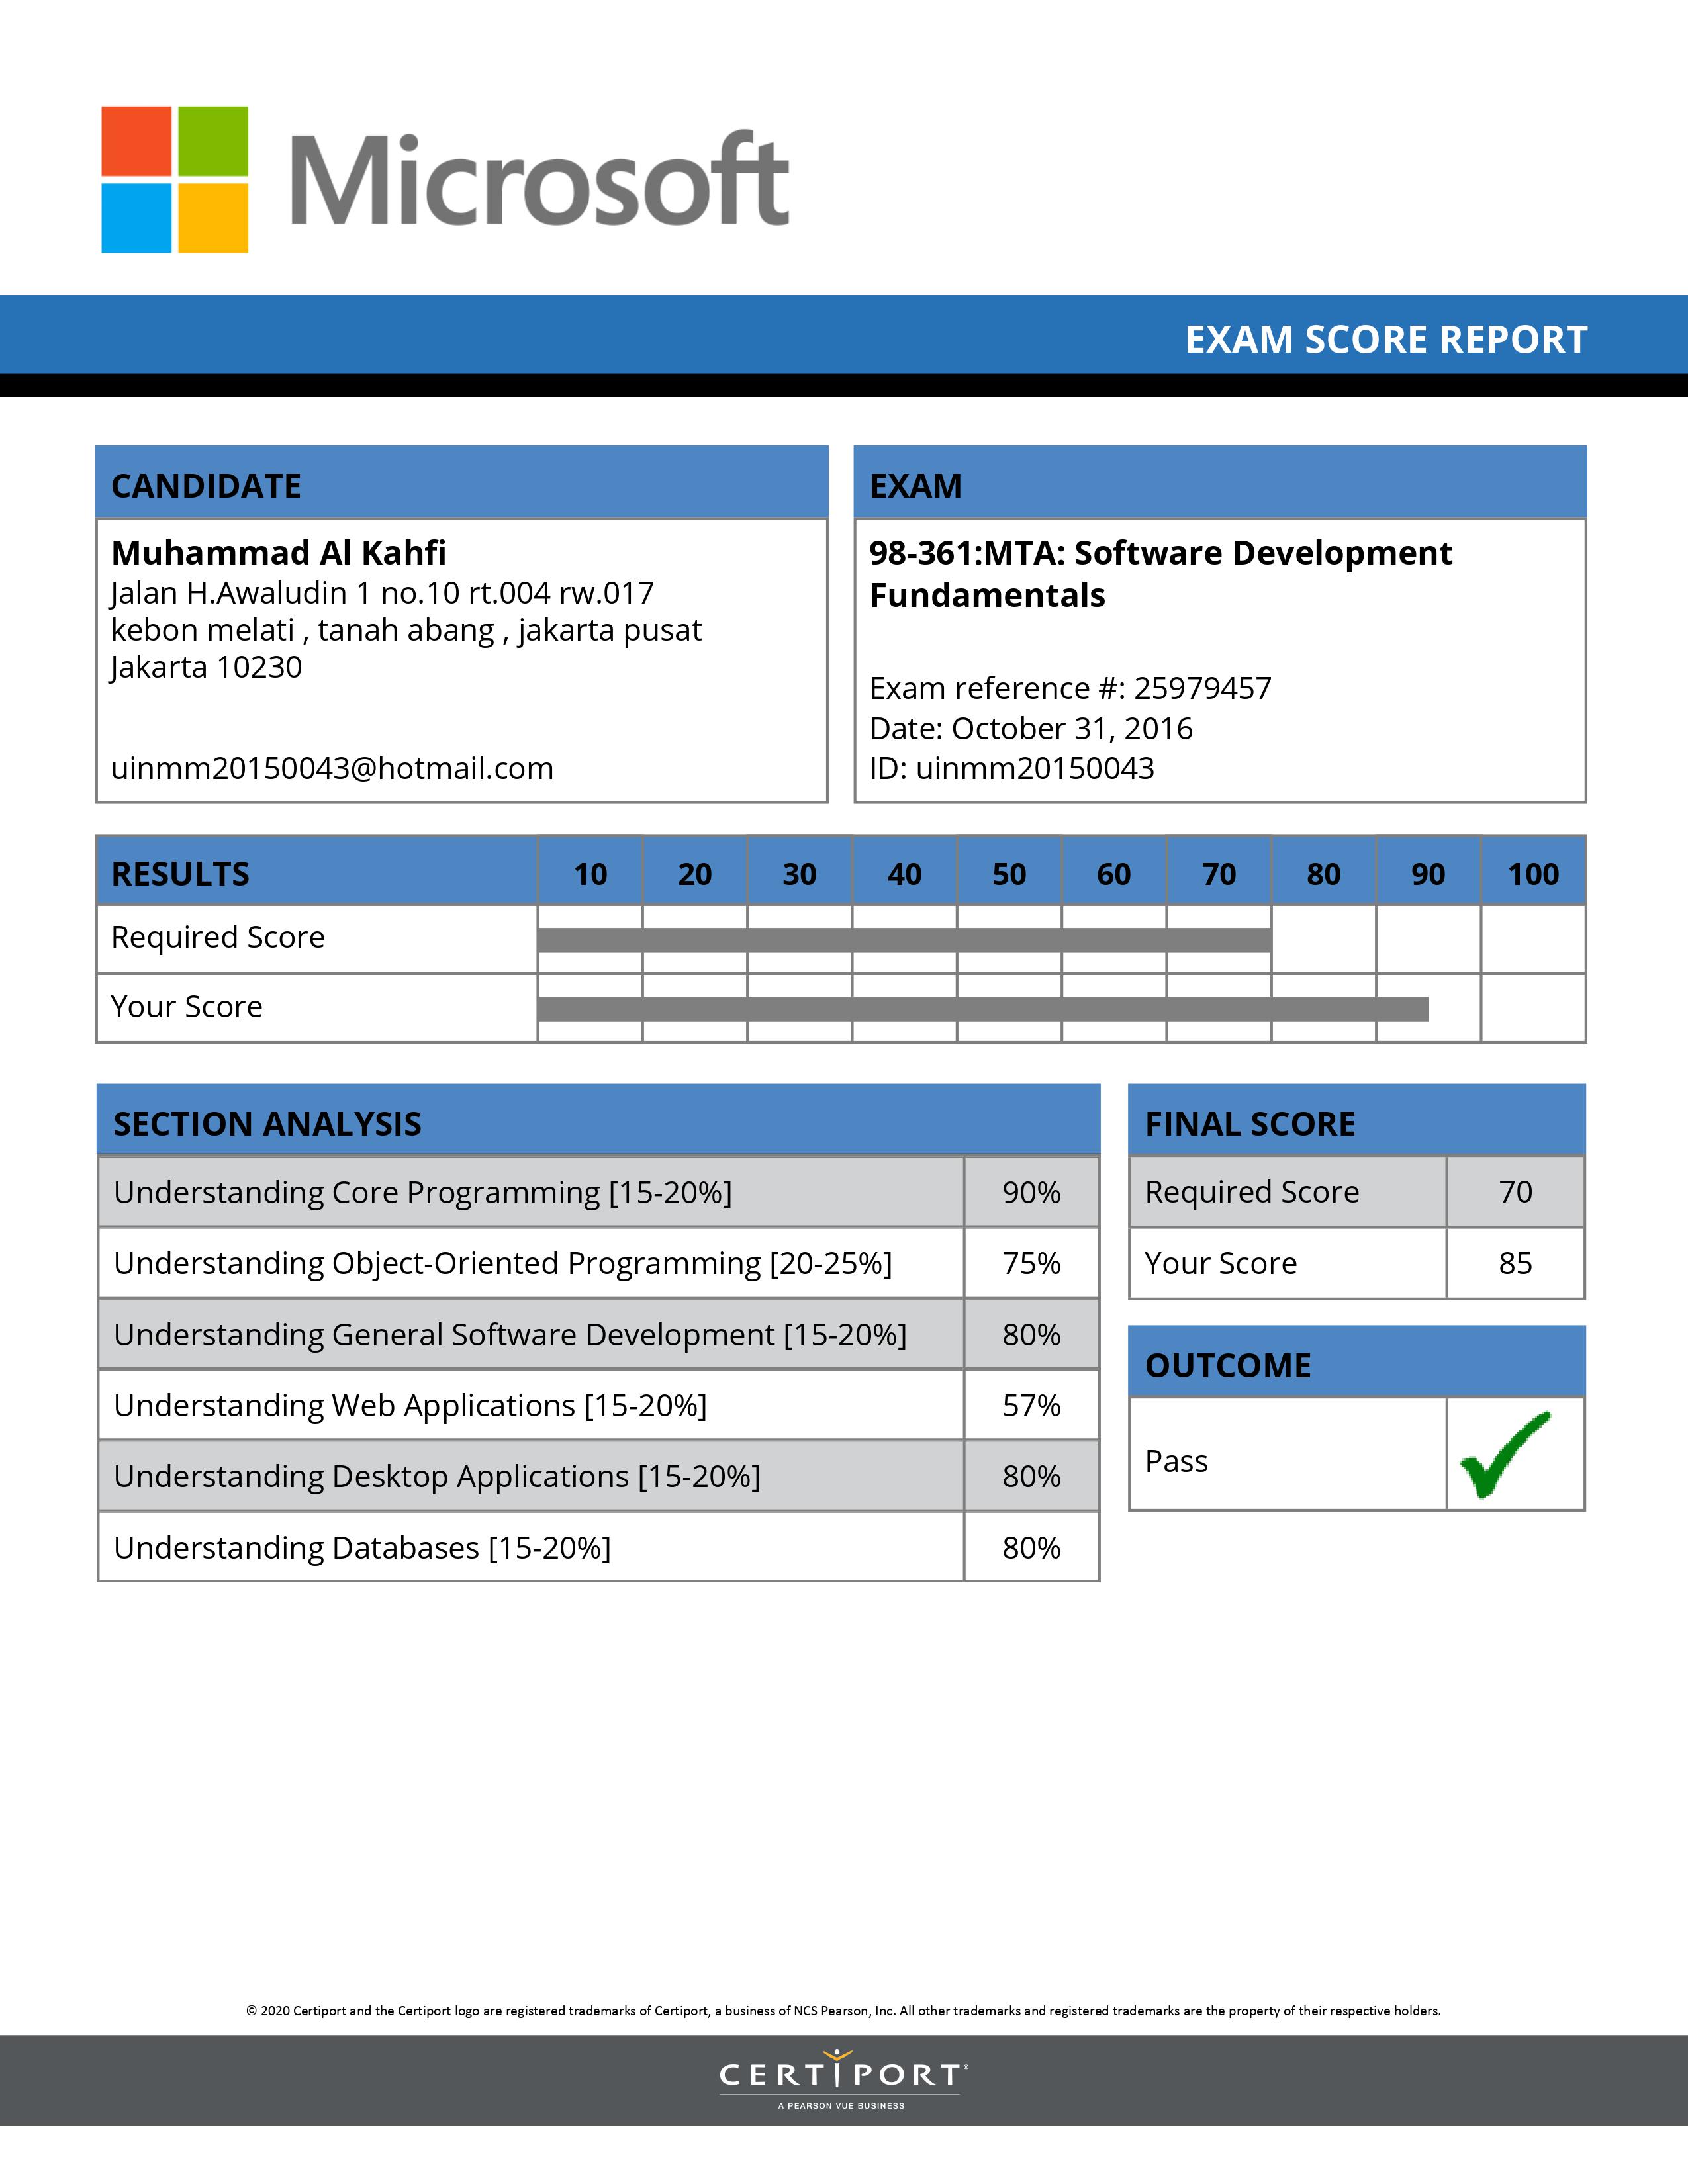 Microsoft
EXAM SCORE REPORT
CANDIDATE
Muhammad Al Kahfi
Jalan H.Awaludin 1 no.10 rt.004 rw.017
kebon melati , tanah abang , jakarta pusat
Jakarta 10230
uinmm20150043@hotmail.com
EXAM
98-361:MTA: Software Development
Fundamentals
Exam reference #: 25979457
Date: October 31, 2016
ID: uinmm20150043
RESULTS 10 20 30 40 50 60 70 80 90 100
Required Score
Your Score
SECTION ANALYSIS
Understanding Core Programming [15-20%] 90%
Understanding Object-Oriented Programming [20-25%] 75%
Understanding General Software Development [15-20%] 80%
Understanding Web Applications [15-20%] 57%
Understanding Desktop Applications [15-20%] 80%
Understanding Databases [15-20%] 80%
FINAL SCORE
Required Score 70
Your Score 85
OUTCOME
Pass
© 2020 Certiport and the Certiport logo are registered trademarks of Certiport, a business of NCS Pearson, Inc. All other trademarks and registered trademarks are the property of their respective holders.
CERTIPORT®
A PEARSON VUE BUSINESS